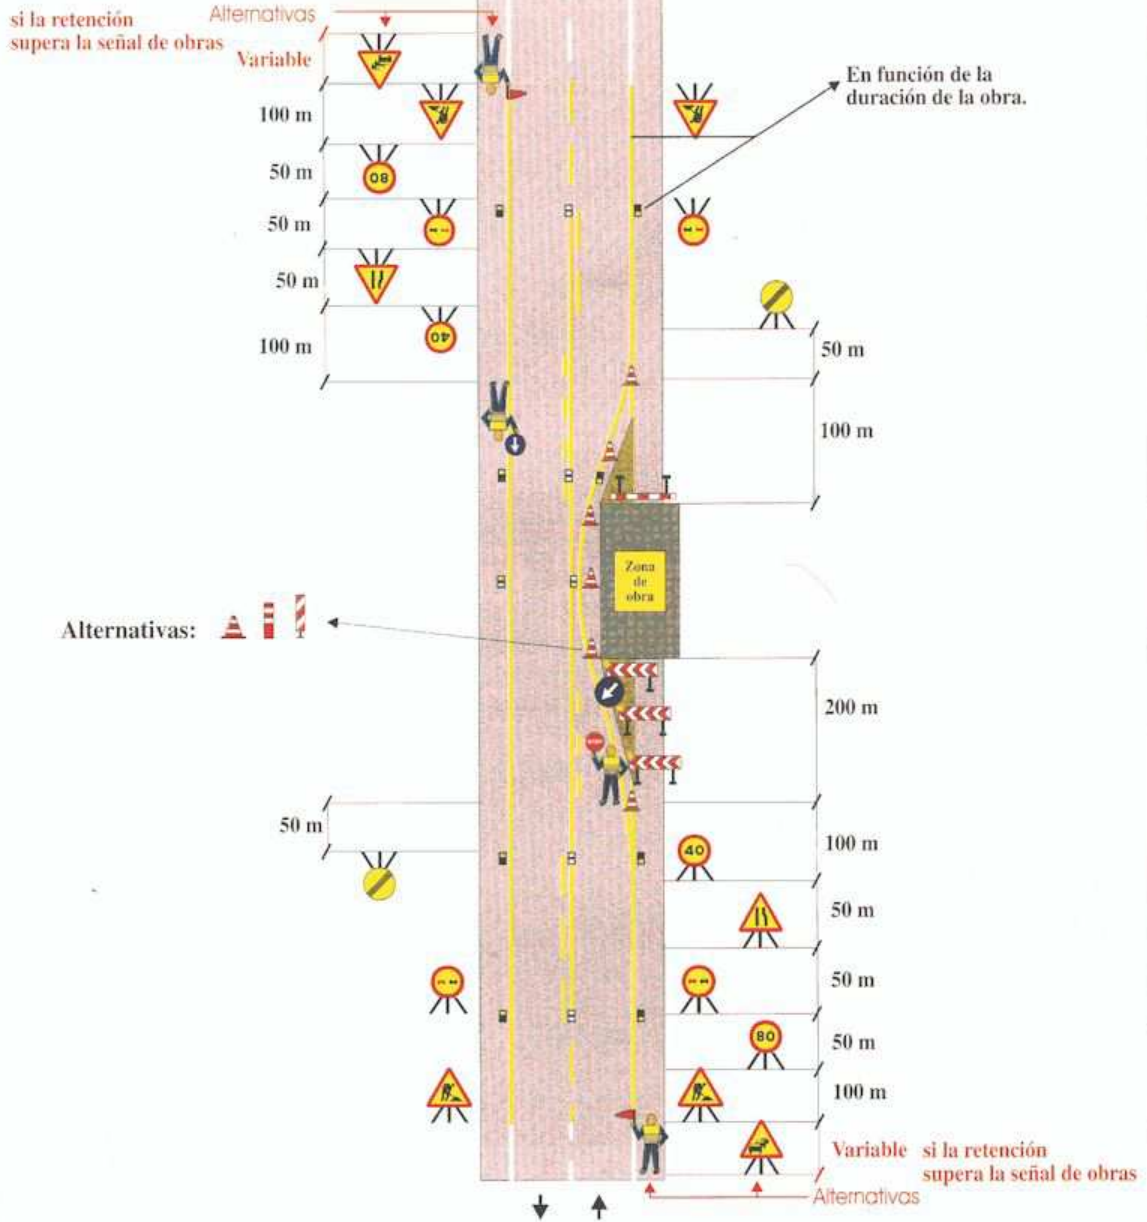 si la retención
supera la señal de obras
Alternativas
Variable
100 m
50 m
80
50 m
50 m
100 m
40
En función de la
duración de la obra.
50 m
100 m
Zona
de
obra
Alternativas:
200 m
STOP
50 m
100 m
40
50 m
50 m
80
50 m
100 m
Variable si la retención
supera la señal de obras
Alternativas